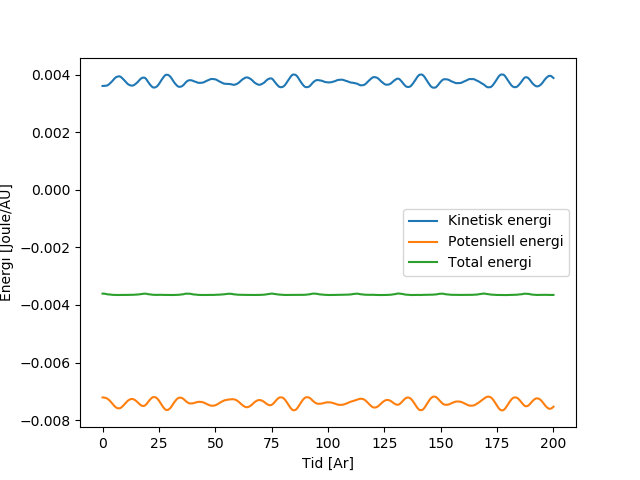 0.004
0.002
0.000
−0.002
−0.004
−0.006
−0.008
Energi [Joule/AU]
Kinetisk energi
Potensiell energi
Total energi
0 25 50 75 100 125 150 175 200
Tid [Ar]